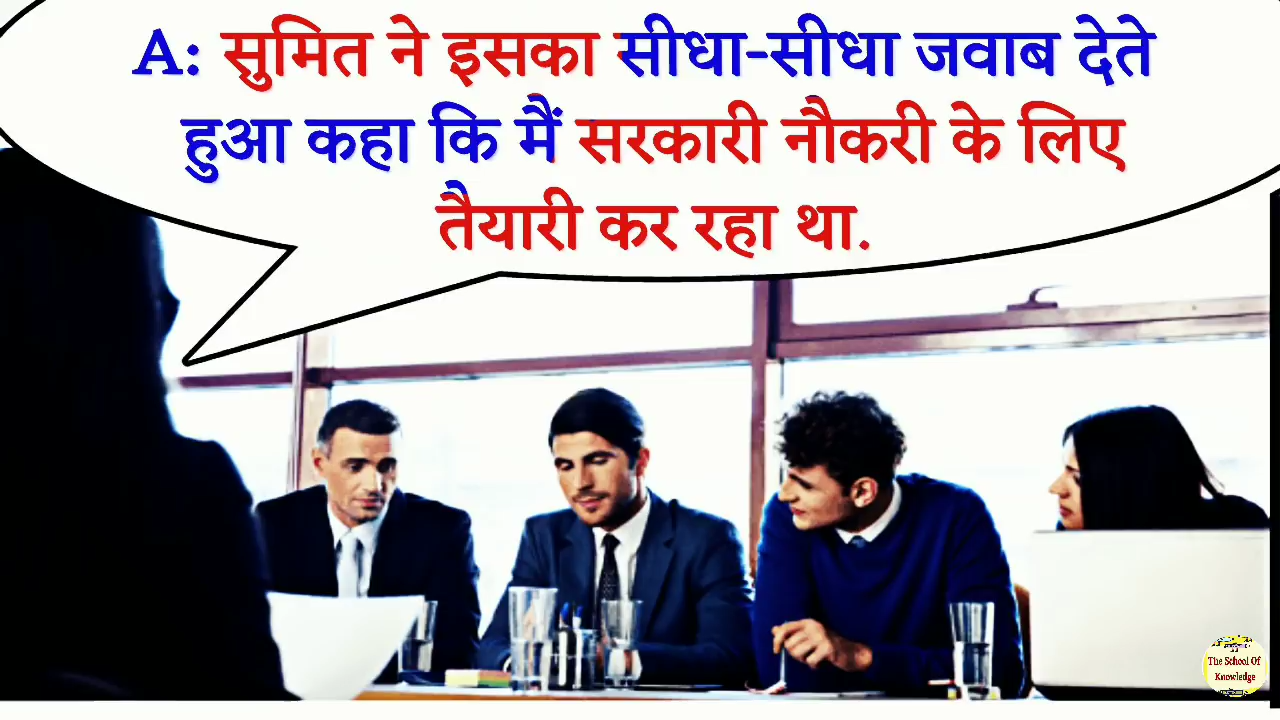 A: सुमित ने इसका सीधा-सीधा जवाब देते
हुआ कहा कि मैं सरकारी नौकरी के लिए
तैयारी कर रहा था.
The School Of
Knowledge